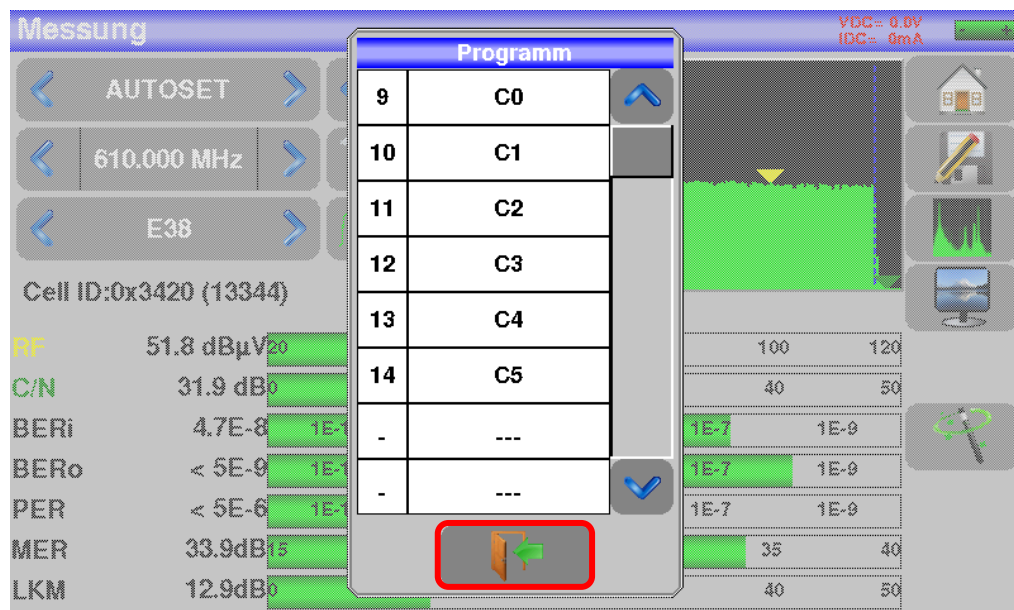 Messung
VDC= 0.0V
IDC= 0mA
- +
Programm
AUTOSET
9 C0
610.000 MHz
10 C1
11 C2
E38
12 C3
Cell ID:0x3420 (13344)
13 C4
14 C5
- ---
- ---
RF 51.8 dBµV 20 100 120
C/N 31.9 dB 0 40 50
BERi 4.7E-8 1E-1 1E-7 1E-9
BERo < 5E-9 1E-1 1E-7 1E-9
PER < 5E-6 1E-1 1E-7 1E-9
MER 33.9dB 15 35 40
LKM 12.9dB 0 40 50